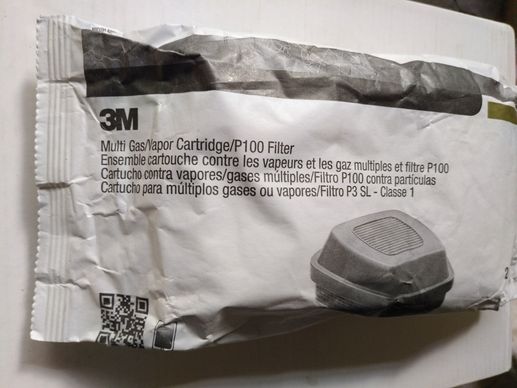 3M
Multi Gas/Vapor Cartridge/P100 Filter
Ensemble cartouche contre les vapeurs et les gaz multiples et filtre P100
Cartucho contra vapores/gases múltiples/Filtro P100 contra partículas
Cartucho para múltiplos gases ou vapores/Filtro P3 SL - Classe 1
2